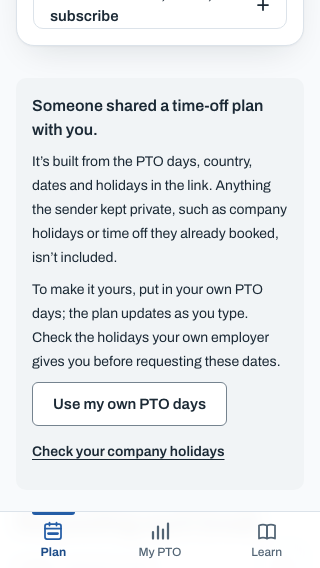 subscribe
+
Someone shared a time-off plan
with you.
It’s built from the PTO days, country,
dates and holidays in the link. Anything
the sender kept private, such as company
holidays or time off they already booked,
isn’t included.
To make it yours, put in your own PTO
days; the plan updates as you type.
Check the holidays your own employer
gives you before requesting these dates.
Use my own PTO days
Check your company holidays
Plan
My PTO
Learn